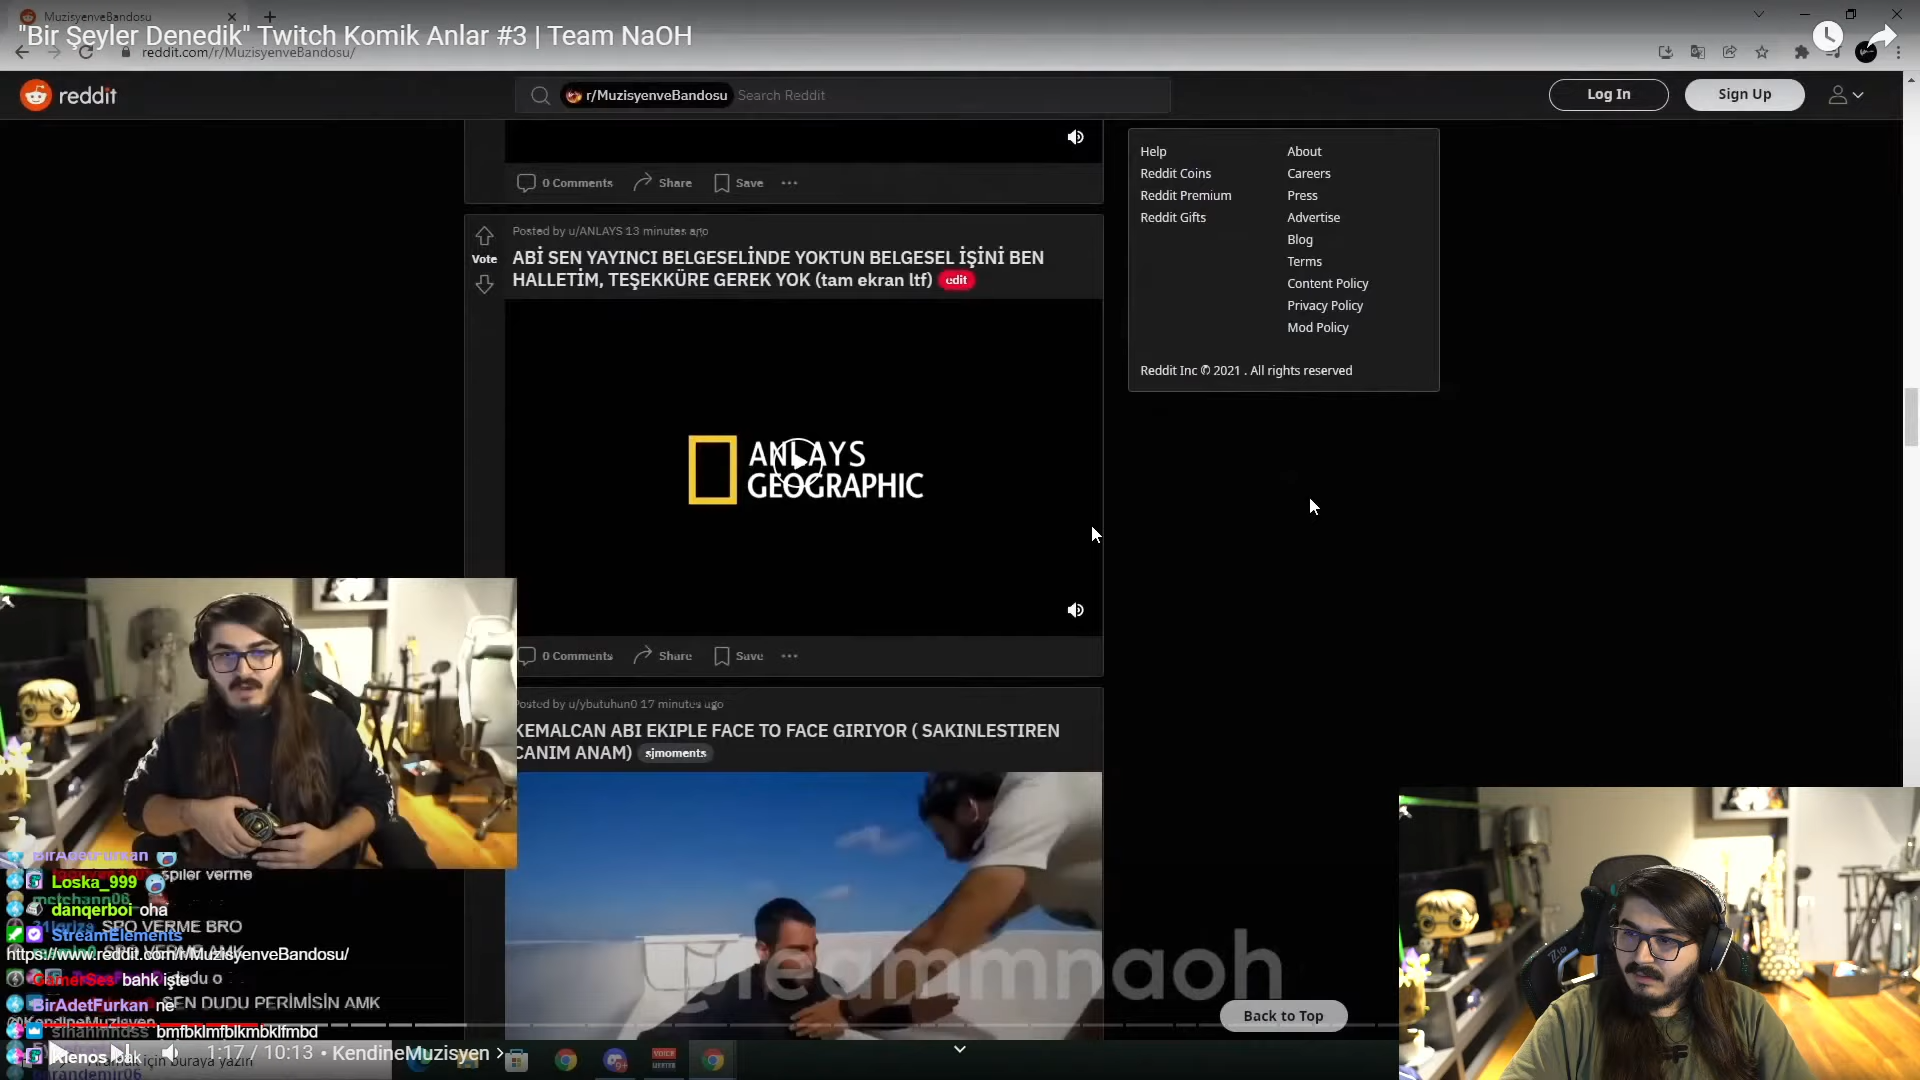 MuzisyenveBandosu
"Bir Şeyler Denedik" Twitch Komik Anlar #3 | Team NaOH
reddit.com/r/MuzisyenveBandosu/
reddit
r/MuzisyenveBandosu Search Reddit
Log In
Sign Up
0 Comments Share Save
Help
Reddit Coins
Reddit Premium
Reddit Gifts
About
Careers
Press
Advertise
Blog
Terms
Content Policy
Privacy Policy
Mod Policy
Reddit Inc © 2021 . All rights reserved
Posted by u/ANLAYS 13 minutes ago
Vote
ABİ SEN YAYINCI BELGESELİNDE YOKTUN BELGESEL İŞİNİ BEN
HALLETİM, TEŞEKKÜRE GEREK YOK (tam ekran ltf) edit
ANLAYS
GEOGRAPHIC
0 Comments Share Save
Posted by u/ybutuhun0 17 minutes ago
KEMALCAN ABI EKIPLE FACE TO FACE GIRIYOR ( SAKINLESTIREN
CANIM ANAM) sjmoments
@teammnaoh
Back to Top
BirAdetFurkan
spiler verme
Loska_999
danqerboi oha
SPO VERME BRO
StreamElements
https://www.reddit.com/r/MuzisyenveBandosu/
GamerSes bahk işte
BirAdetFurkan ne
SEN DUDU PERİMİSİN AMK
bmfbklmfblkmbklfmbd
Klenos bak
1:17 / 10:13 • KendineMuzisyen